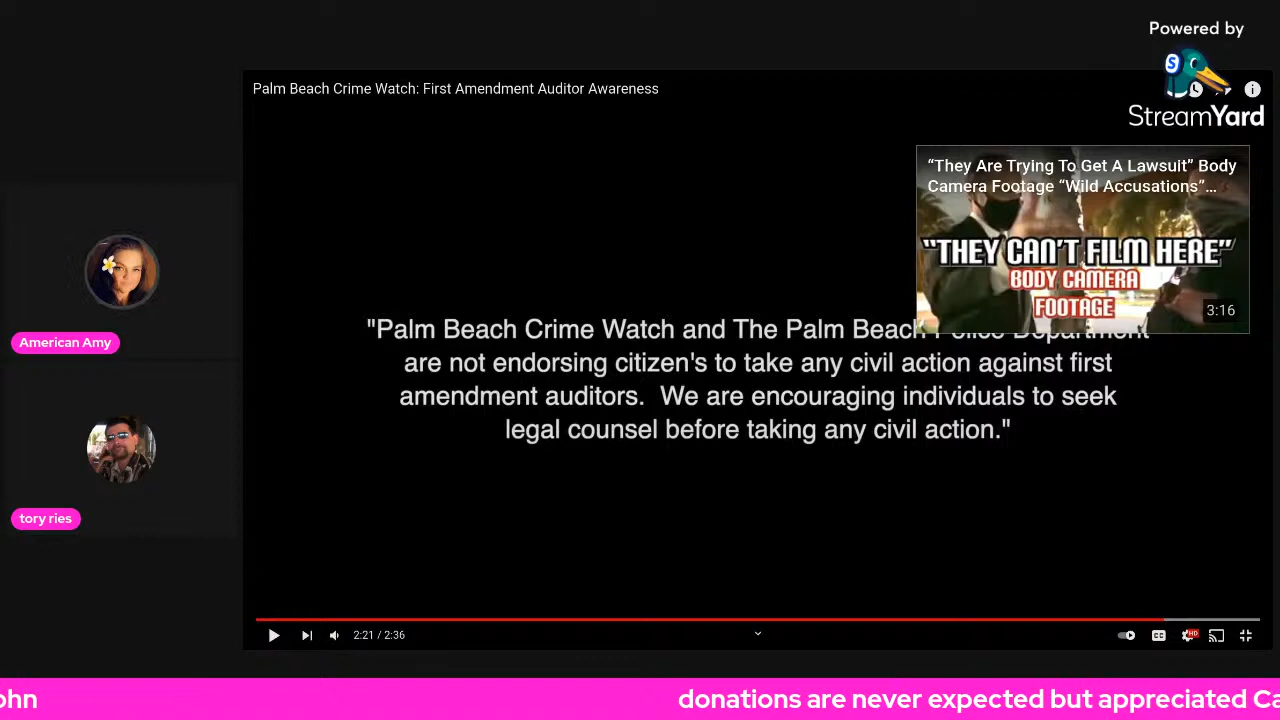 Powered by
StreamYard
Palm Beach Crime Watch: First Amendment Auditor Awareness
“They Are Trying To Get A Lawsuit” Body
Camera Footage “Wild Accusations”...
"THEY CAN'T FILM HERE"
BODY CAMERA
FOOTAGE
3:16
"Palm Beach Crime Watch and The Palm Beach Police Department
are not endorsing citizen's to take any civil action against first
amendment auditors.  We are encouraging individuals to seek
legal counsel before taking any civil action."
American Amy
tory ries
2:21 / 2:36
CC
HD
ohn
donations are never expected but appreciated Ca